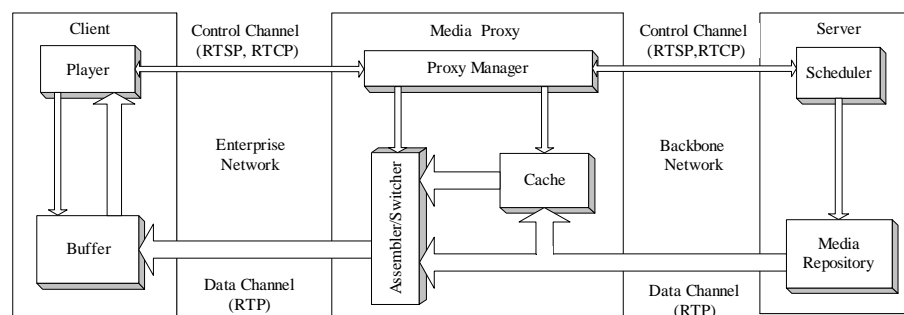 Client
Control Channel
(RTSP, RTCP)
Media Proxy
Control Channel
(RTSP,RTCP)
Server
Player
Proxy Manager
Scheduler
Enterprise
Network
Assembler/Switcher
Cache
Backbone
Network
Buffer
Media
Repository
Data Channel
(RTP)
Data Channel
(RTP)